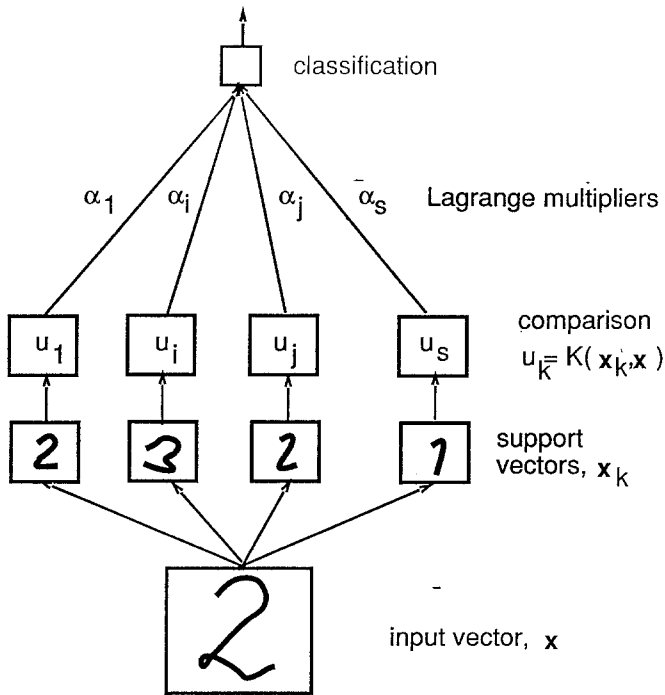 classification
α1 αi αj αs Lagrange multipliers
comparison
u1 ui uj us uk= K( xk,x )
2 3 2 1 support
vectors, xk
2
input vector, x